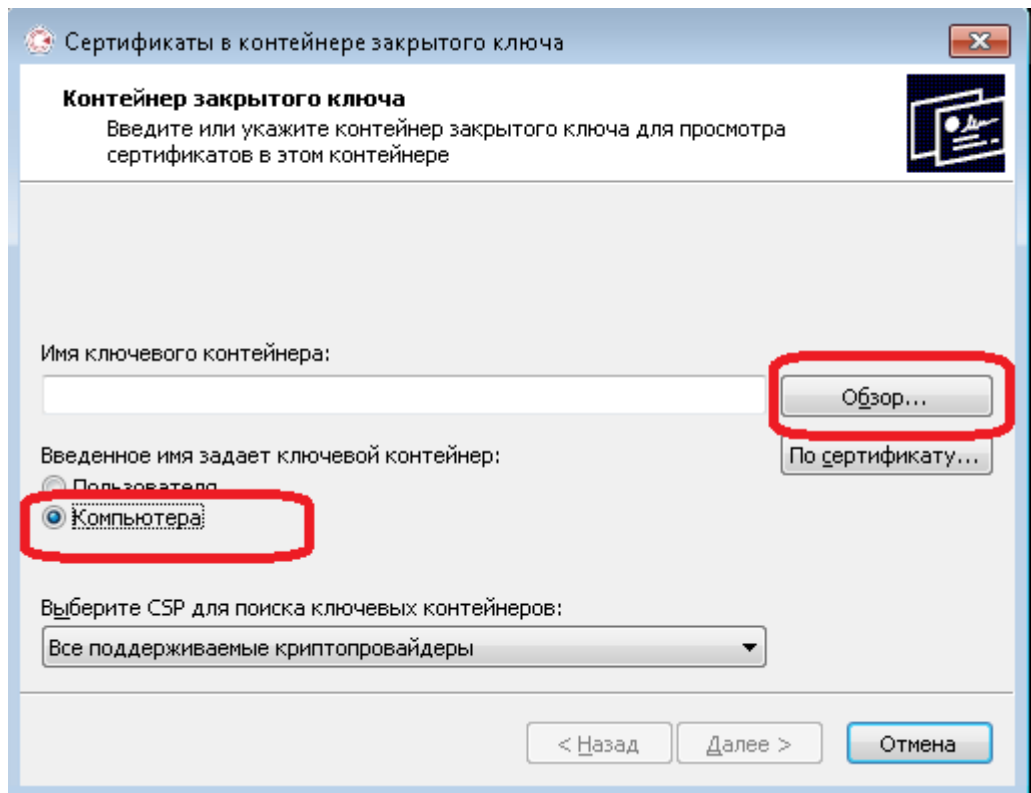 Сертификаты в контейнере закрытого ключа
Контейнер закрытого ключа
Введите или укажите контейнер закрытого ключа для просмотра
сертификатов в этом контейнере
Имя ключевого контейнера:
Обзор...
Введенное имя задает ключевой контейнер:
По сертификату...
Пользователя
Компьютера
Выберите CSP для поиска ключевых контейнеров:
Все поддерживаемые криптопровайдеры
< Назад
Далее >
Отмена